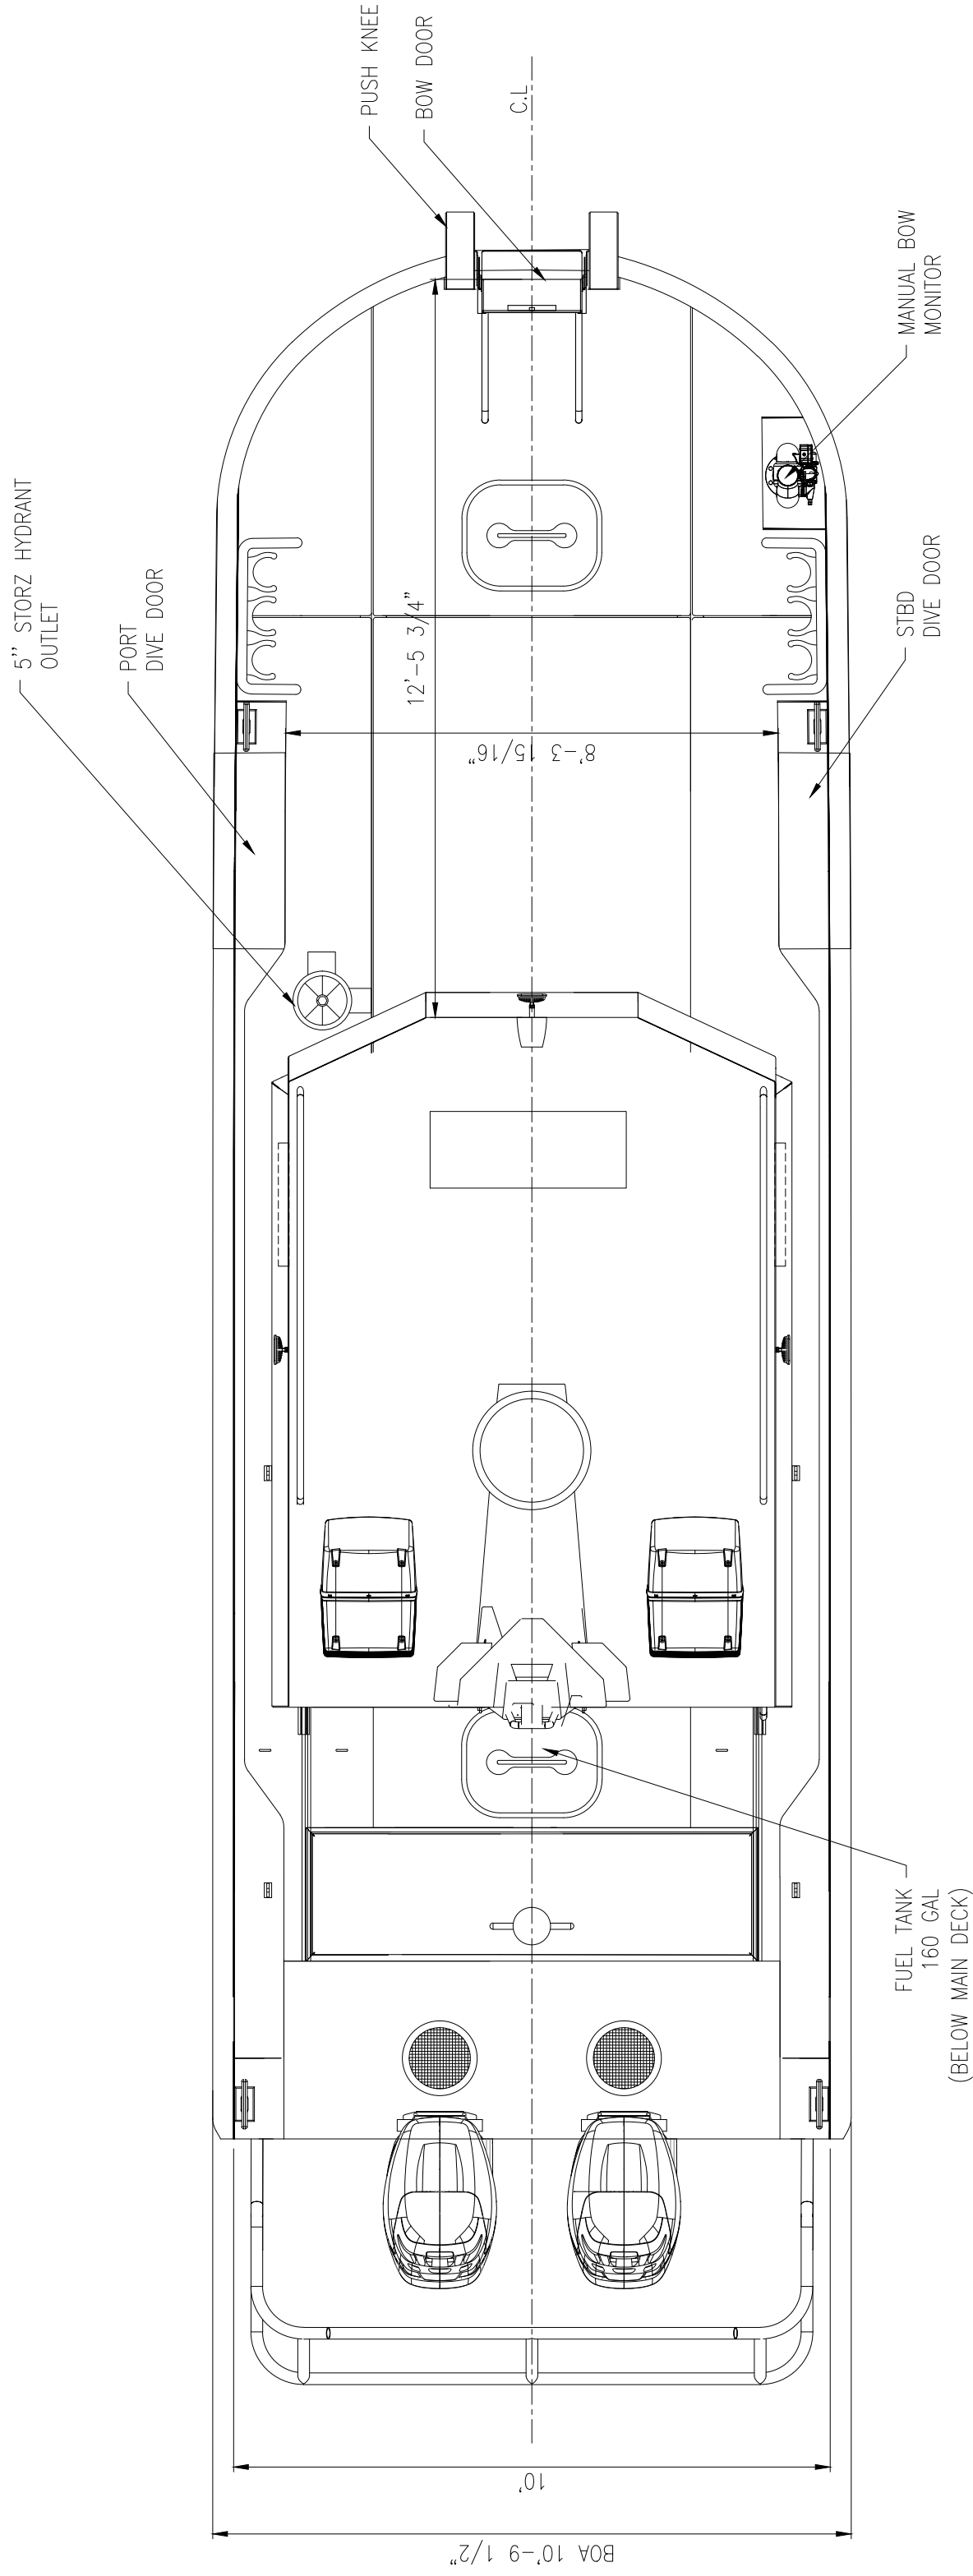 5’’ STORZ HYDRANT
OUTLET
PORT
DIVE DOOR
PUSH KNEE
BOW DOOR
C.L
12’-5 3/4”
8’-3 15/16”
MANUAL BOW
MONITOR
STBD
DIVE DOOR
FUEL TANK
160 GAL
(BELOW MAIN DECK)
10’
BOA 10’-9 1/2”